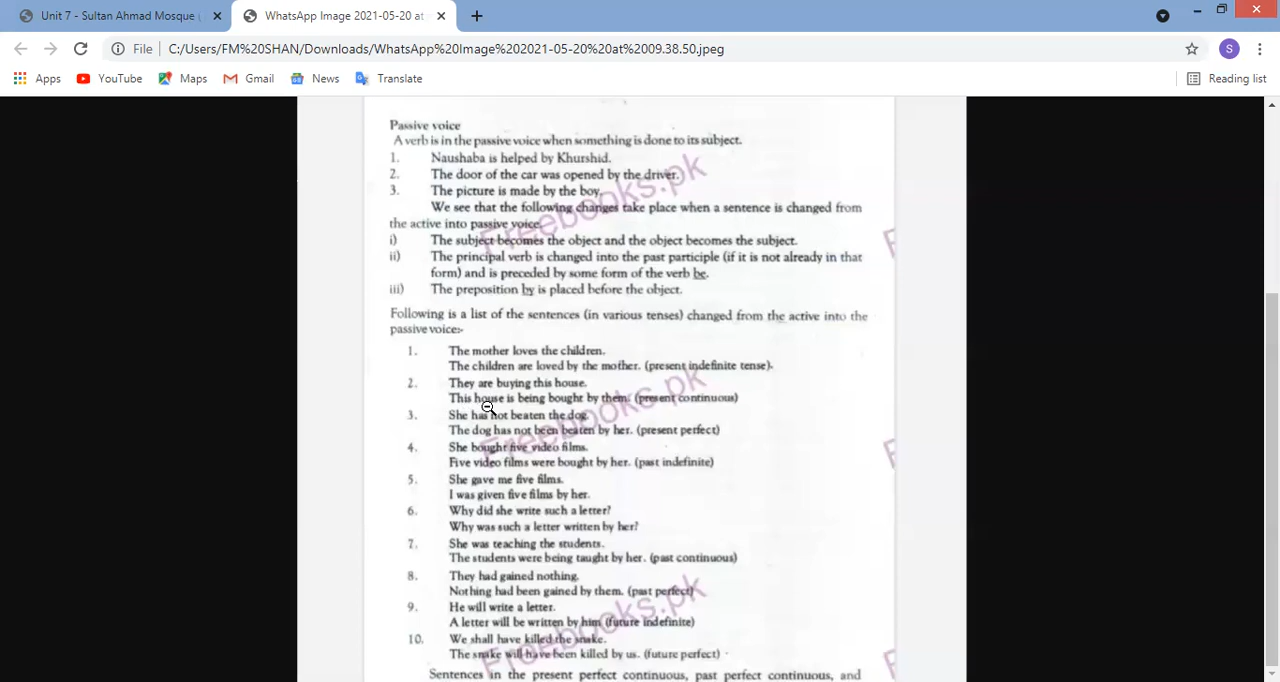 Unit 7 - Sultan Ahmad Mosque
WhatsApp Image 2021-05-20 at
File
C:/Users/FM%20SHAN/Downloads/WhatsApp%20Image%202021-05-20%20at%2009.38.50.jpeg
S
Apps YouTube Maps Gmail News Translate Reading list
Passive voice
A verb is in the passive voice when something is done to its subject.
1. Naushaba is helped by Khurshid.
2. The door of the car was opened by the driver.
3. The picture is made by the boy.
We see that the following changes take place when a sentence is changed from
the active into passive voice.
i) The subject becomes the object and the object becomes the subject.
ii) The principal verb is changed into the past participle (if it is not already in that
form) and is preceded by some form of the verb be.
iii) The preposition by is placed before the object.
Following is a list of the sentences (in various tenses) changed from the active into the
passive voice:-
1. The mother loves the children.
The children are loved by the mother. (present indefinite tense).
2. They are buying this house.
This house is being bought by them. (present continuous)
3. She has not beaten the dog.
The dog has not been beaten by her. (present perfect)
4. She bought five video films.
Five video films were bought by her. (past indefinite)
5. She gave me five films.
I was given five films by her.
6. Why did she write such a letter?
Why was such a letter written by her?
7. She was teaching the students.
The students were being taught by her. (past continuous)
8. They had gained nothing.
Nothing had been gained by them. (past perfect)
9. He will write a letter.
A letter will be written by him (future indefinite)
10. We shall have killed the snake.
The snake will have been killed by us. (future perfect)
Sentences in the present perfect continuous, past perfect continuous, and
Freebooks.pk
Freebooks.pk
Freebooks.pk